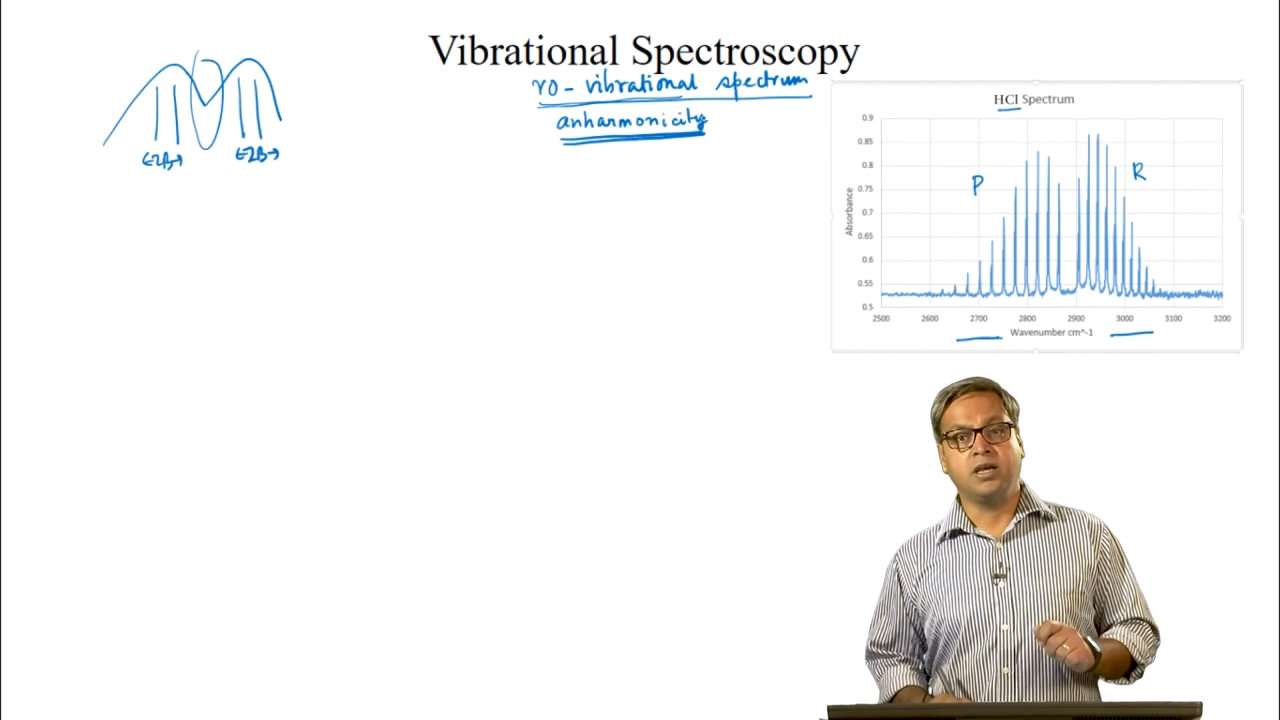 Vibrational Spectroscopy
ro - vibrational spectrum
anharmonicity
←2B→ ←2B→
HCl Spectrum
P R
Absorbance
0.9
0.85
0.8
0.75
0.7
0.65
0.6
0.55
0.5
2500 2600 2700 2800 2900 3000 3100 3200
Wavenumber cm^-1